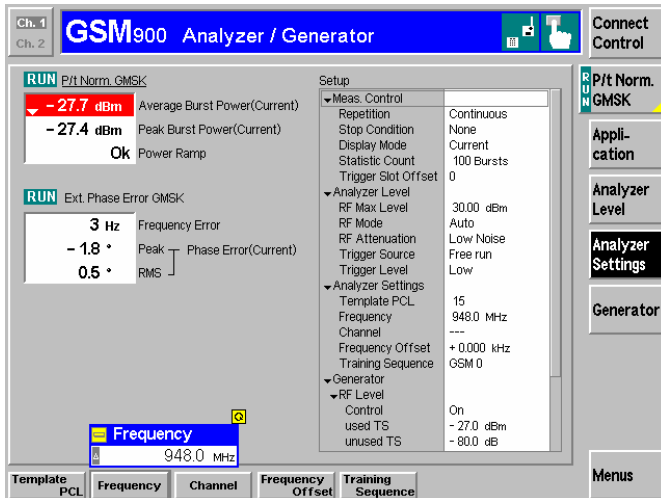 Ch. 1
Ch. 2
GSM900 Analyzer / Generator
Connect Control
RUN P/t Norm. GMSK
- 27.7 dBm Average Burst Power(Current)
- 27.4 dBm Peak Burst Power(Current)
Ok Power Ramp
RUN Ext. Phase Error GMSK
3 Hz Frequency Error
- 1.8 ° Peak Phase Error(Current)
0.5 ° RMS
Setup
Meas. Control
Repetition Continuous
Stop Condition None
Display Mode Current
Statistic Count 100 Bursts
Trigger Slot Offset 0
Analyzer Level
RF Max Level 30.00 dBm
RF Mode Auto
RF Attenuation Low Noise
Trigger Source Free run
Trigger Level Low
Analyzer Settings
Template PCL 15
Frequency 948.0 MHz
Channel ---
Frequency Offset + 0.000 kHz
Training Sequence GSM 0
Generator
RF Level
Control On
used TS - 27.0 dBm
unused TS - 80.0 dB
RUN P/t Norm. GMSK
Appli-
cation
Analyzer
Level
Analyzer
Settings
Generator
Menus
Frequency
948.0 MHz
Template PCL
Frequency
Channel
Frequency Offset
Training Sequence